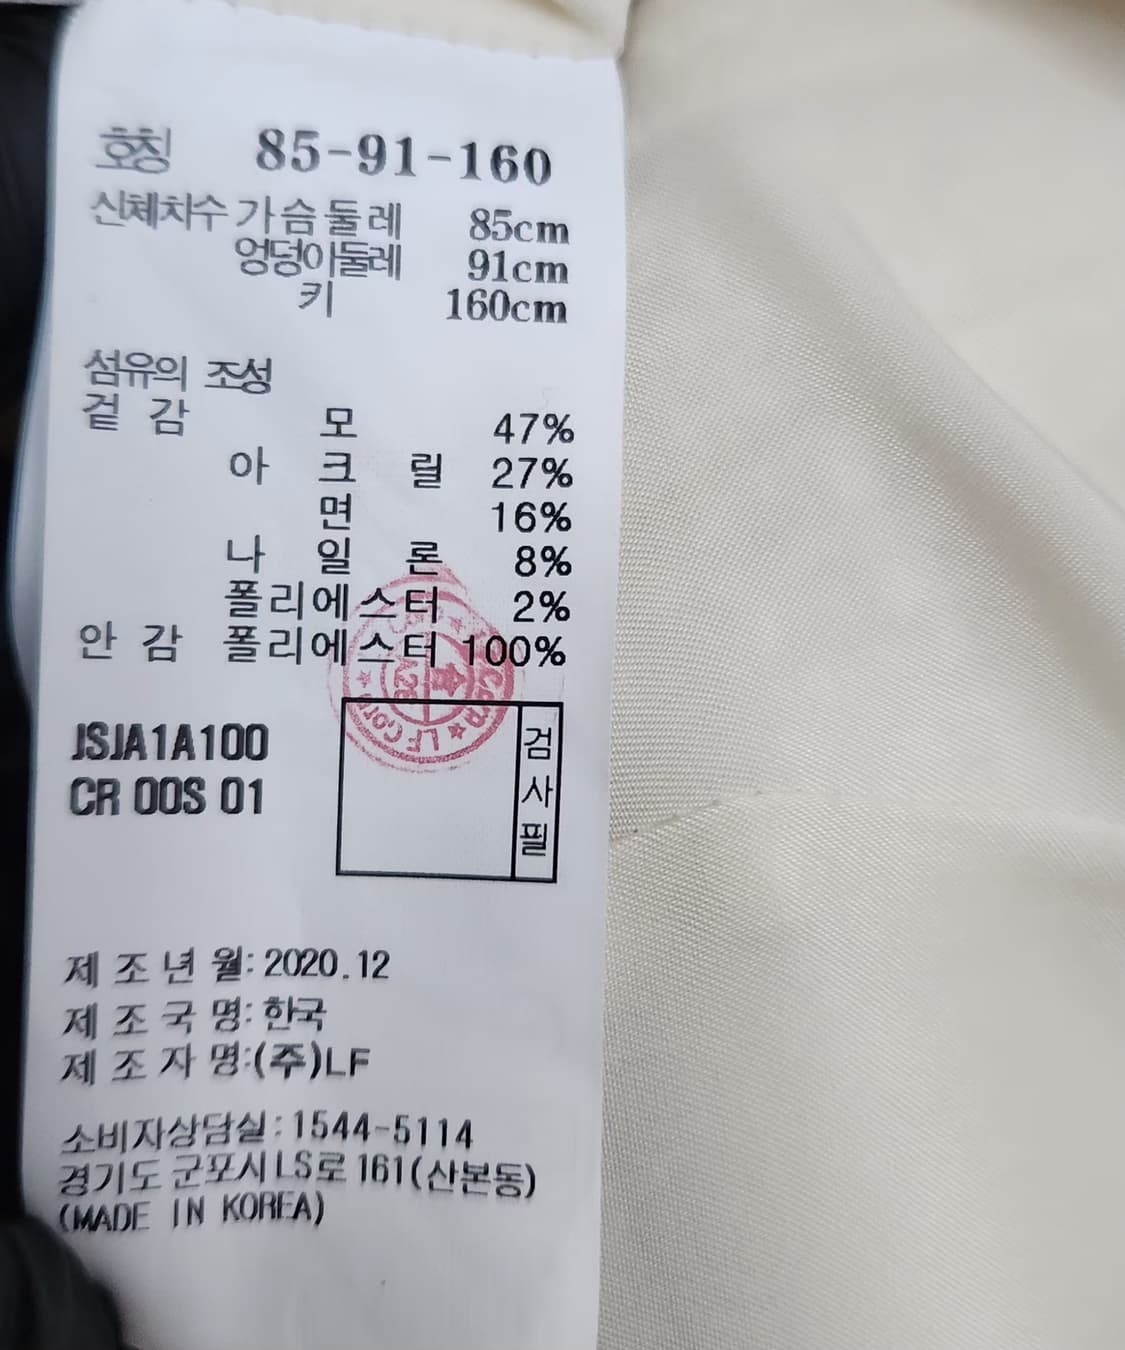 호칭 85-91-160
신체치수 가슴둘레 85cm
엉덩이둘레 91cm
키 160cm
섬유의 조성
겉감 모 47%
아크릴 27%
면 16%
나일론 8%
폴리에스터 2%
안감 폴리에스터 100%
JSJA1A100
CR 00S 01
검사필
LF Corp
제조년월: 2020.12
제조국명: 한국
제조자명:(주)LF
소비자상담실: 1544-5114
경기도 군포시 LS로 161(산본동)
(MADE IN KOREA)